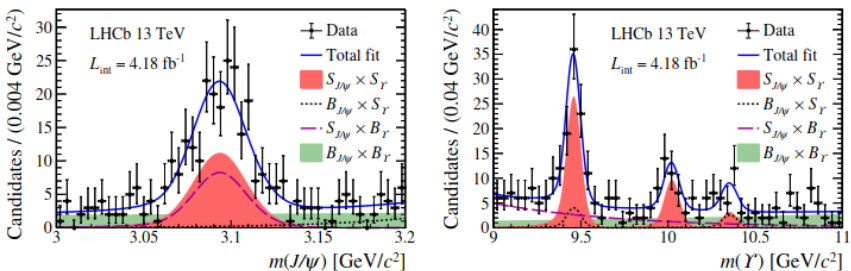 LHCb 13 TeV
L_int = 4.18 fb⁻¹
Data
Total fit
S_J/ψ × S_ϒ
B_J/ψ × S_ϒ
S_J/ψ × B_ϒ
B_J/ψ × B_ϒ
Candidates / (0.004 GeV/c²)
0
5
10
15
20
25
30
3
3.05
3.1
3.15
3.2
m(J/ψ) [GeV/c²]
LHCb 13 TeV
L_int = 4.18 fb⁻¹
Data
Total fit
S_J/ψ × S_ϒ
B_J/ψ × S_ϒ
S_J/ψ × B_ϒ
B_J/ψ × B_ϒ
Candidates / (0.04 GeV/c²)
0
5
10
15
20
25
30
35
40
9
9.5
10
10.5
11
m(ϒ) [GeV/c²]